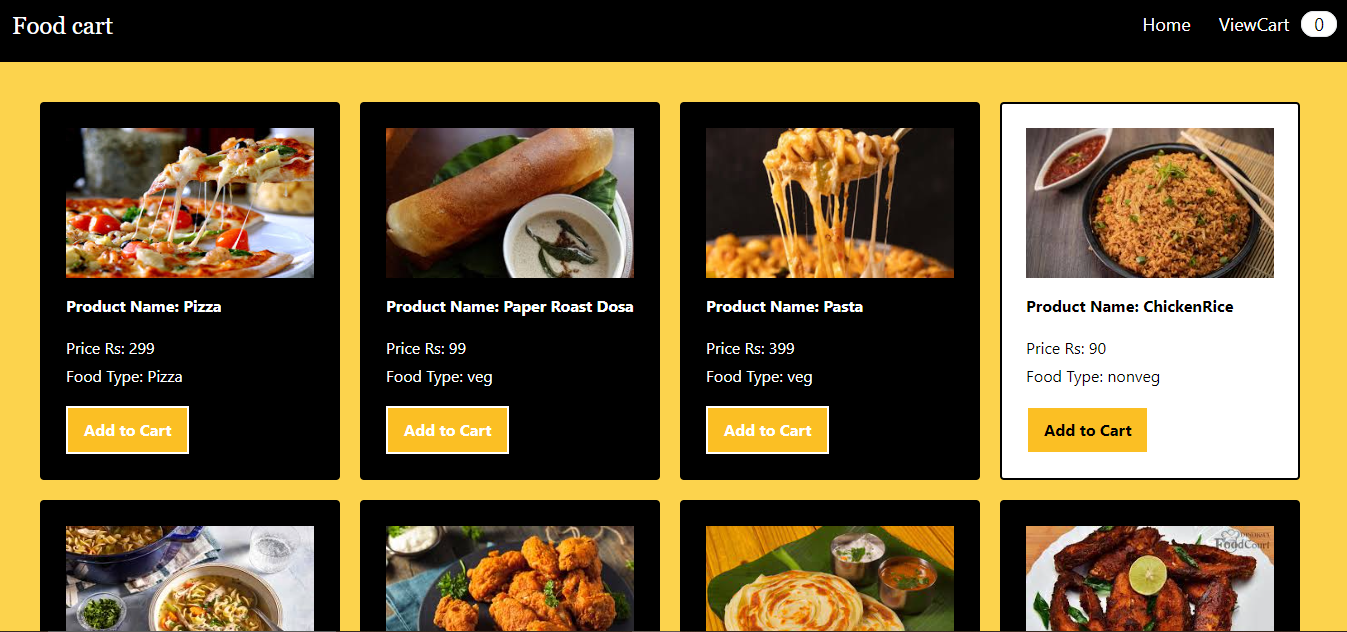 Food cart
Home ViewCart 0
Product Name: Pizza
Price Rs: 299
Food Type: Pizza
Add to Cart
Product Name: Paper Roast Dosa
Price Rs: 99
Food Type: veg
Add to Cart
Product Name: Pasta
Price Rs: 399
Food Type: veg
Add to Cart
Product Name: ChickenRice
Price Rs: 90
Food Type: nonveg
Add to Cart
FoodCourt